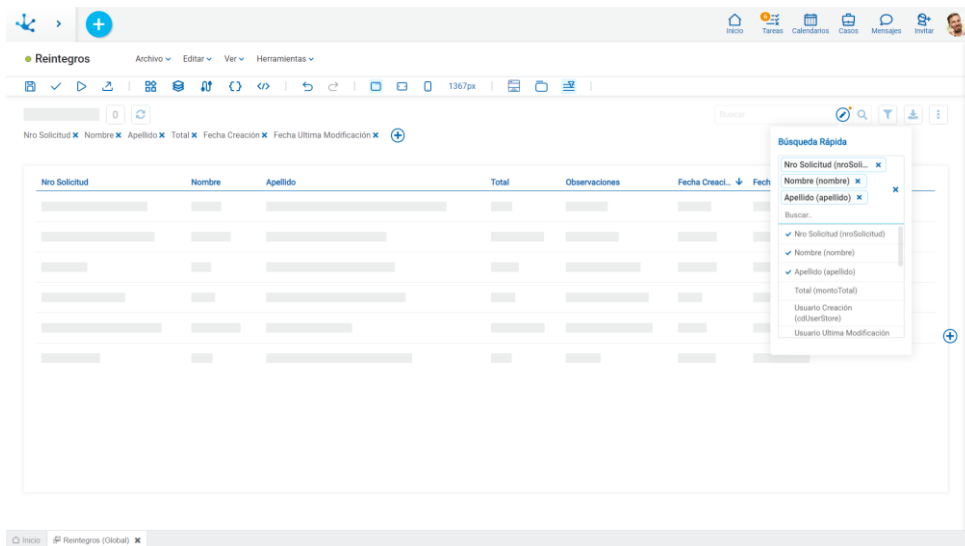 6
Inicio Tareas Calendarios Casos Mensajes Invitar
Reintegros Archivo Editar Ver Herramientas
1367px
0 Buscar
Nro Solicitud Nombre Apellido Total Fecha Creación Fecha Ultima Modificación
Búsqueda Rápida
Nro Solicitud (nroSoli...
Nombre (nombre)
Apellido (apellido)
Buscar..
Nro Solicitud (nroSolicitud)
Nombre (nombre)
Apellido (apellido)
Total (montoTotal)
Usuario Creación
(cdUserStore)
Usuario Ultima Modificación
Nro Solicitud Nombre Apellido Total Observaciones Fecha Creaci... Fech
Inicio Reintegros (Global)